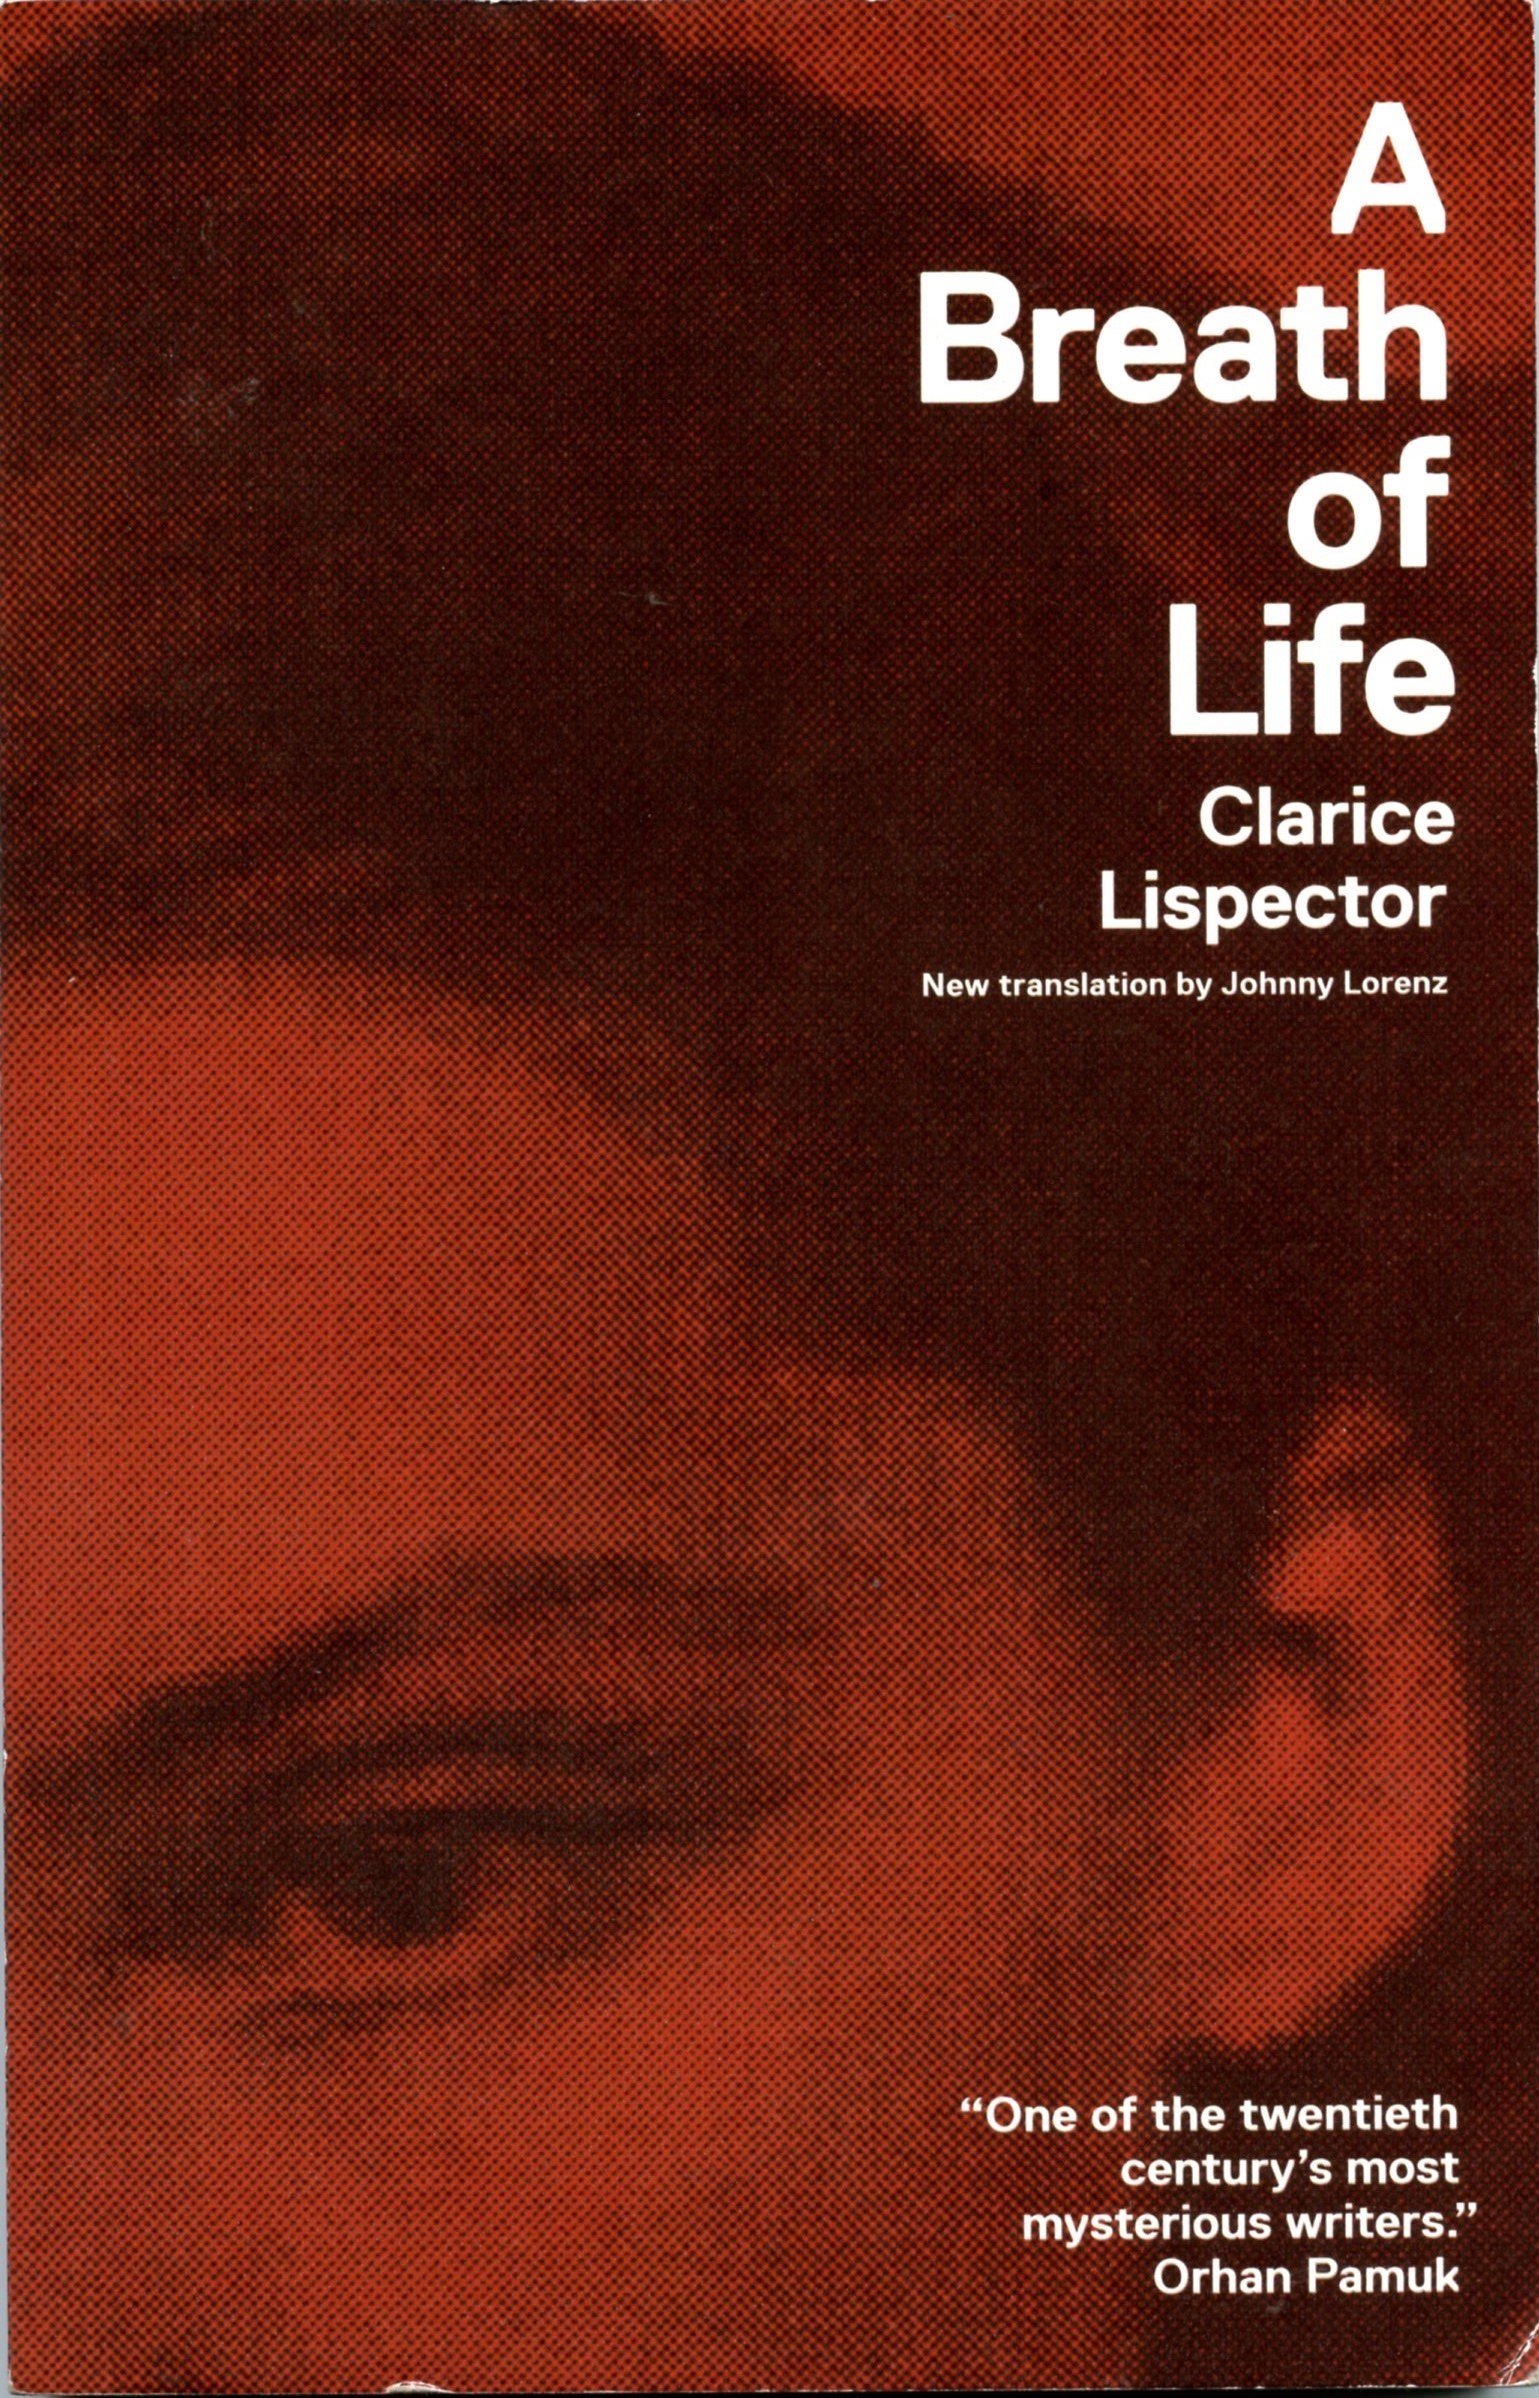 A
Breath
of
Life
Clarice
Lispector
New translation by Johnny Lorenz
“One of the twentieth
century’s most
mysterious writers.”
Orhan Pamuk